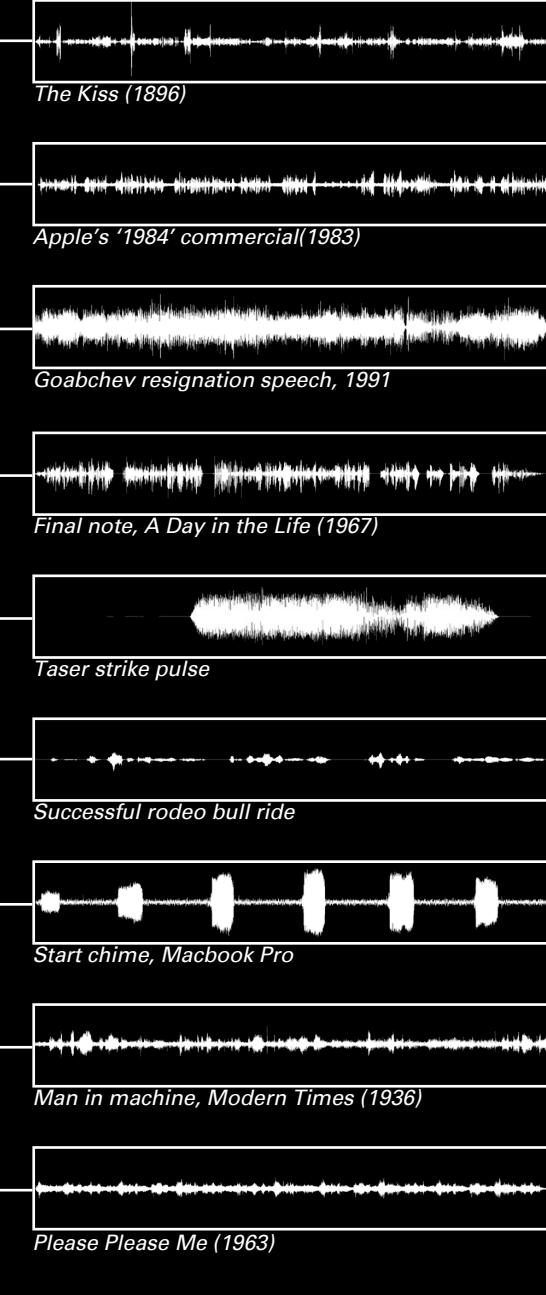 The Kiss (1896)
Apple's ‘1984’ commercial(1983)
Goabchev resignation speech, 1991
Final note, A Day in the Life (1967)
Taser strike pulse
Successful rodeo bull ride
Start chime, Macbook Pro
Man in machine, Modern Times (1936)
Please Please Me (1963)